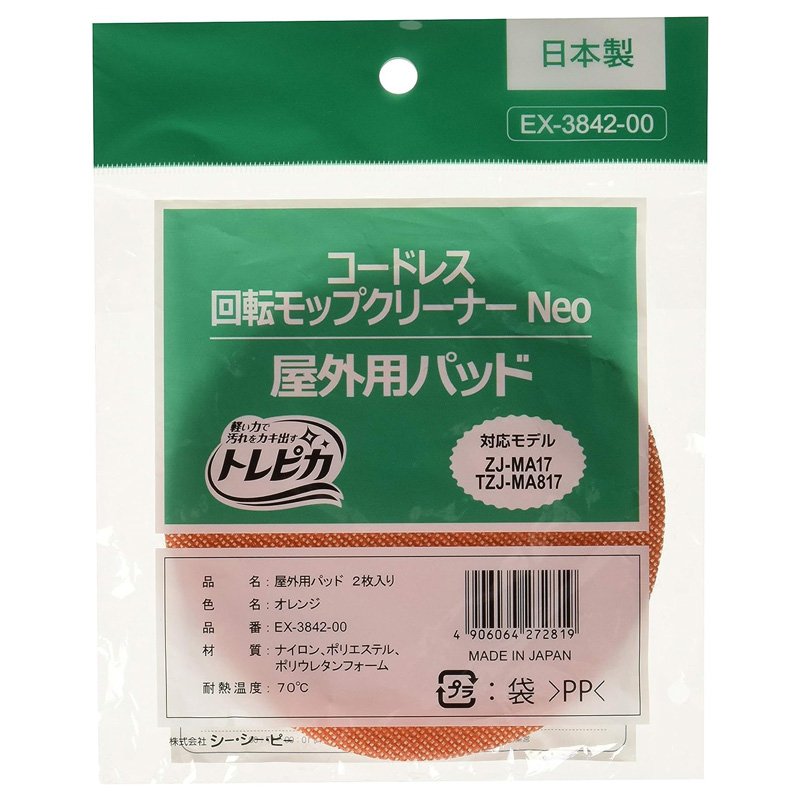 日本製
EX-3842-00
コードレス
回転モップクリーナー Neo
屋外用パッド
軽い力で
汚れをカキ出す
トレピカ
対応モデル
ZJ-MA17
TZJ-MA817
品 名：屋外用パッド 2枚入り
色 名：オレンジ
品 番：EX-3842-00
材 質：ナイロン、ポリエステル、
ポリウレタンフォーム
耐熱温度：70℃
4 906064 272819
MADE IN JAPAN
プラ：袋 >PP<
株式会社 シー・シー・ピー